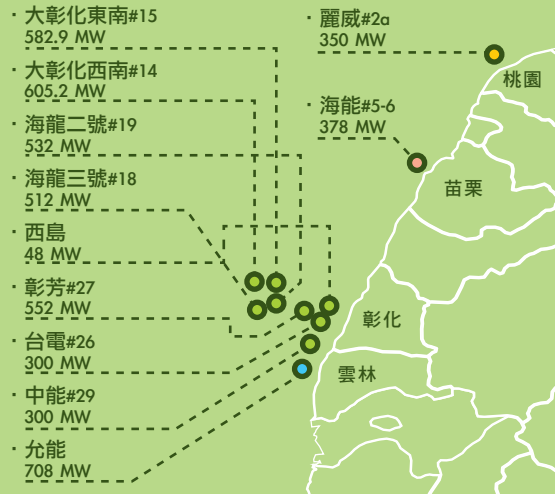 · 大彰化東南#15
582.9 MW
· 大彰化西南#14
605.2 MW
· 海龍二號#19
532 MW
· 海龍三號#18
512 MW
· 西島
48 MW
· 彰芳#27
552 MW
· 台電#26
300 MW
· 中能#29
300 MW
· 允能
708 MW
· 麗威#2a
350 MW
· 海能#5-6
378 MW
桃園
苗栗
彰化
雲林